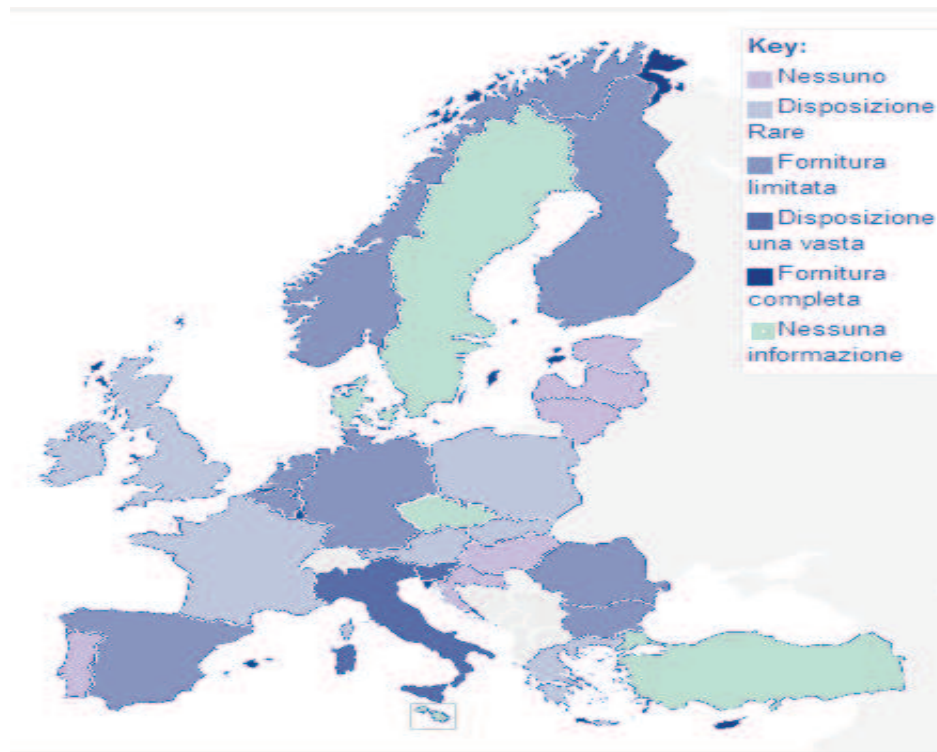 Key:
Nessuno
Disposizione
Rare
Fornitura
limitata
Disposizione
una vasta
Fornitura
completa
Nessuna
informazione